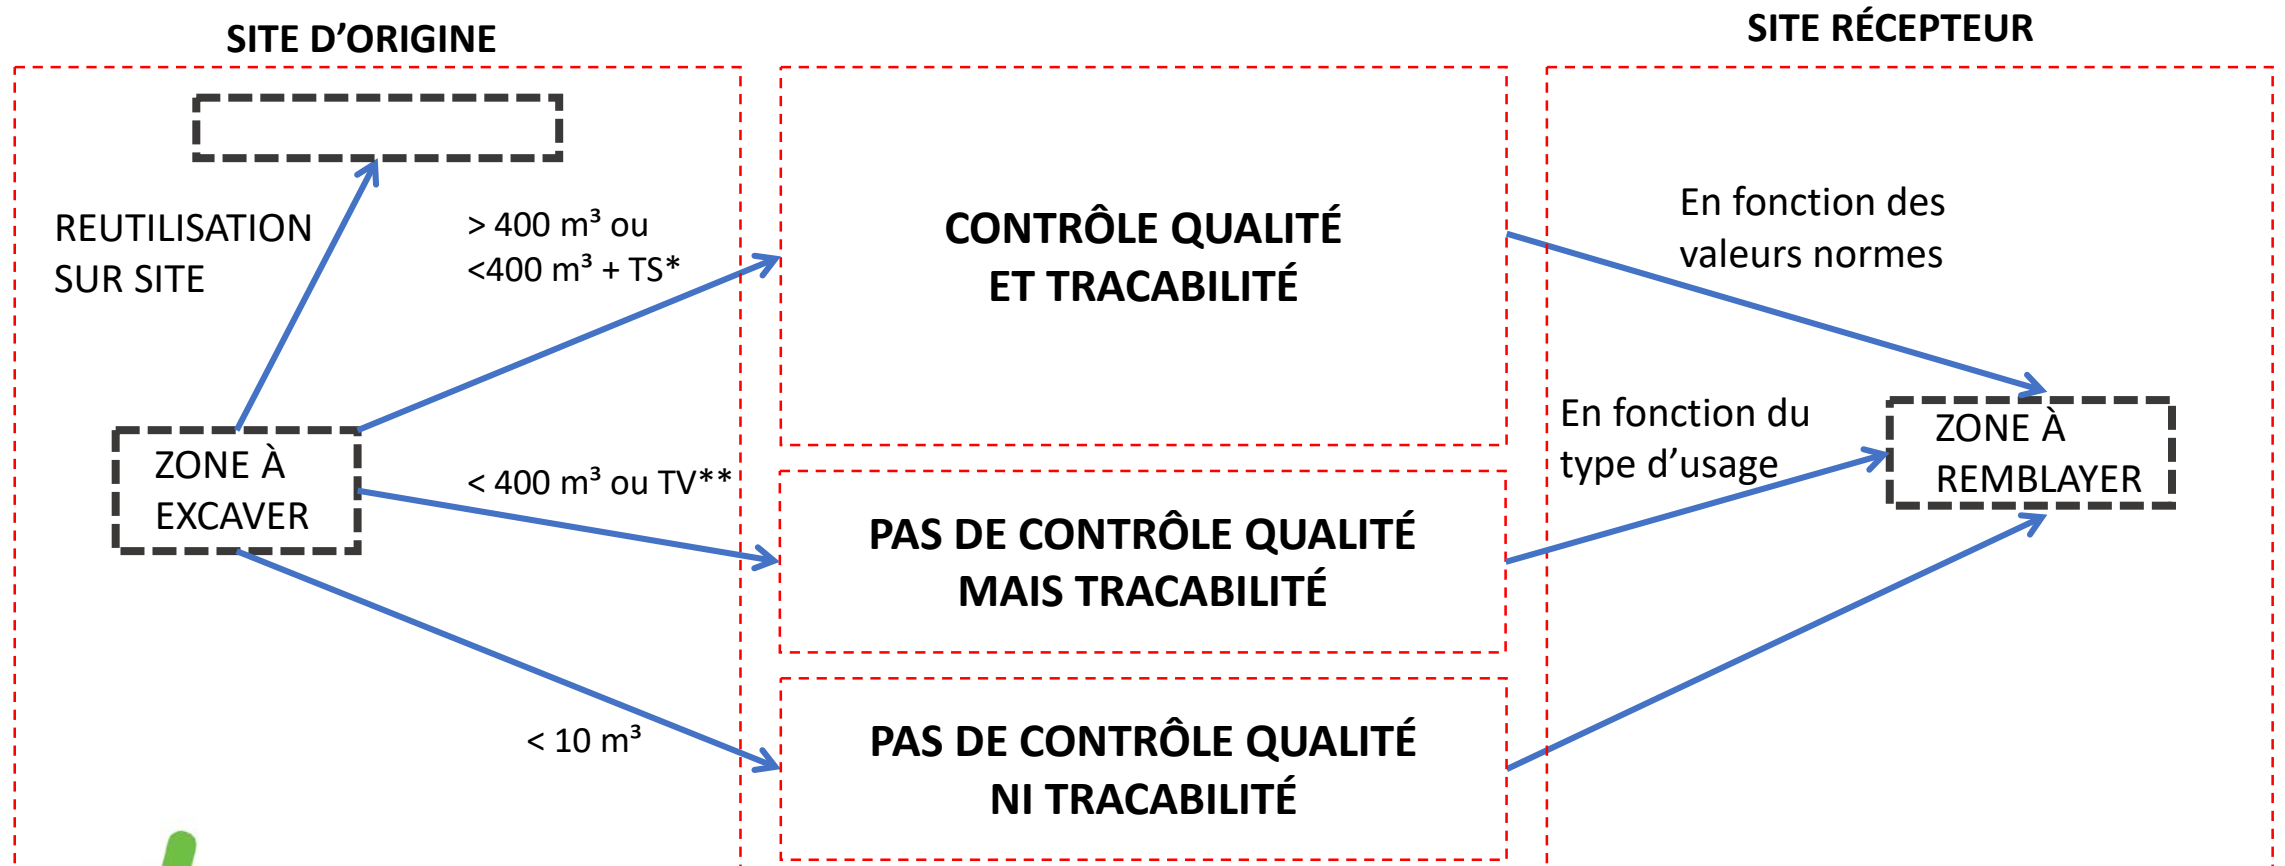 SITE D’ORIGINE
SITE RÉCEPTEUR
REUTILISATION
SUR SITE
> 400 m³ ou
<400 m³ + TS*
CONTRÔLE QUALITÉ
ET TRACABILITÉ
En fonction des
valeurs normes
ZONE À
EXCAVER
< 400 m³ ou TV**
PAS DE CONTRÔLE QUALITÉ
MAIS TRACABILITÉ
En fonction du
type d’usage
ZONE À
REMBLAYER
< 10 m³
PAS DE CONTRÔLE QUALITÉ
NI TRACABILITÉ